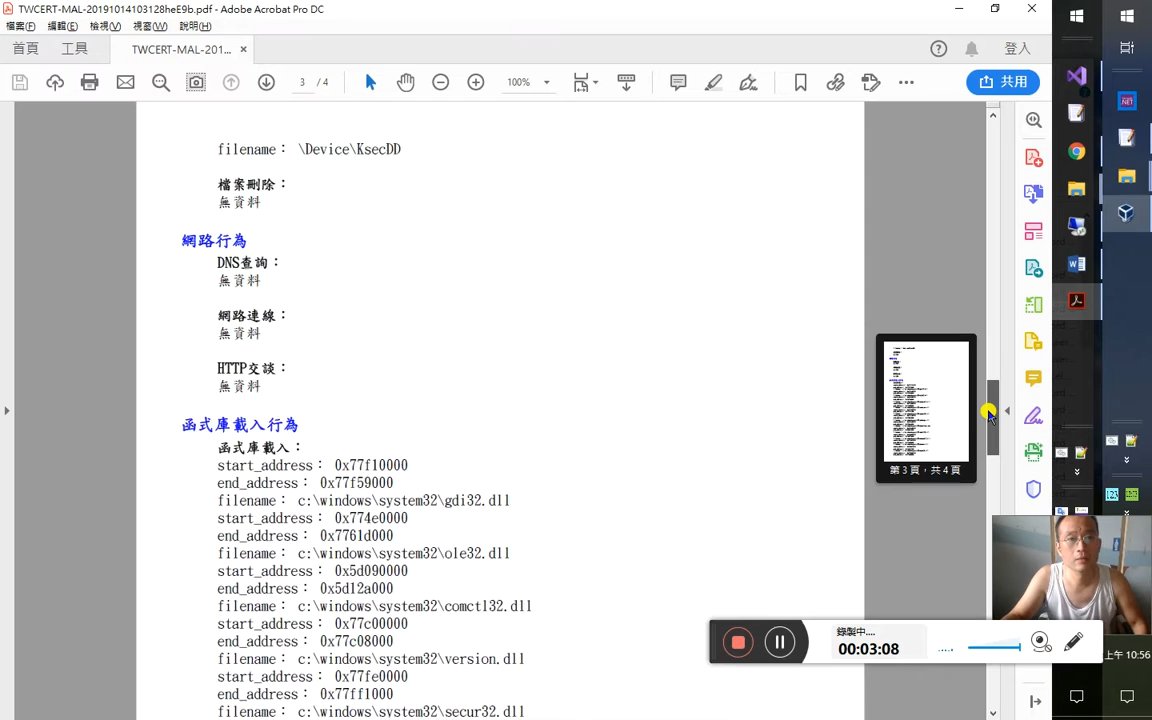 TWCERT-MAL-20191014103128heE9b.pdf - Adobe Acrobat Pro DC
檔案(F) 編輯(E) 檢視(V) 視窗(W) 說明(H)
首頁 工具 TWCERT-MAL-201... × 登入
3 / 4 100% 共用
filename： \Device\KsecDD
檔案刪除：
無資料
網路行為
DNS查詢：
無資料
網路連線：
無資料
HTTP交談：
無資料
函式庫載入行為
函式庫載入：
start_address： 0x77f10000
end_address： 0x77f59000
filename： c:\windows\system32\gdi32.dll
start_address： 0x774e0000
end_address： 0x7761d000
filename： c:\windows\system32\ole32.dll
start_address： 0x5d090000
end_address： 0x5d12a000
filename： c:\windows\system32\comctl32.dll
start_address： 0x77c00000
end_address： 0x77c08000
filename： c:\windows\system32\version.dll
start_address： 0x77fe0000
end_address： 0x77ff1000
filename： c:\windows\system32\secur32.dll
第 3 頁，共 4 頁
錄製中....
00:03:08
上午 10:56
.NET
123 123